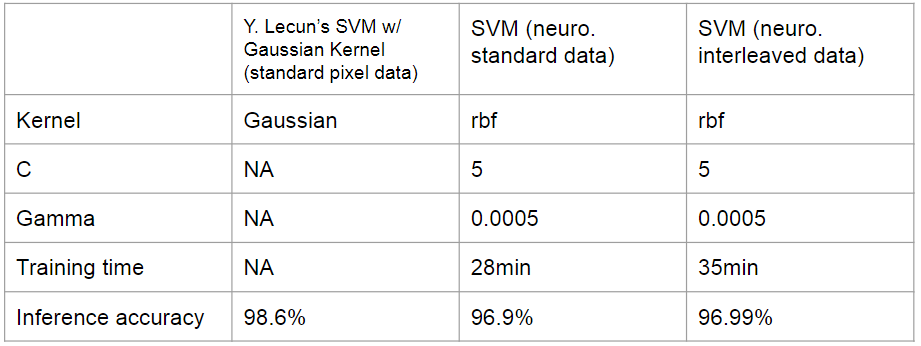 Y. Lecun's SVM w/
Gaussian Kernel
(standard pixel data)
SVM (neuro.
standard data)
SVM (neuro.
interleaved data)
Kernel
Gaussian
rbf
rbf
C
NA
5
5
Gamma
NA
0.0005
0.0005
Training time
NA
28min
35min
Inference accuracy
98.6%
96.9%
96.99%